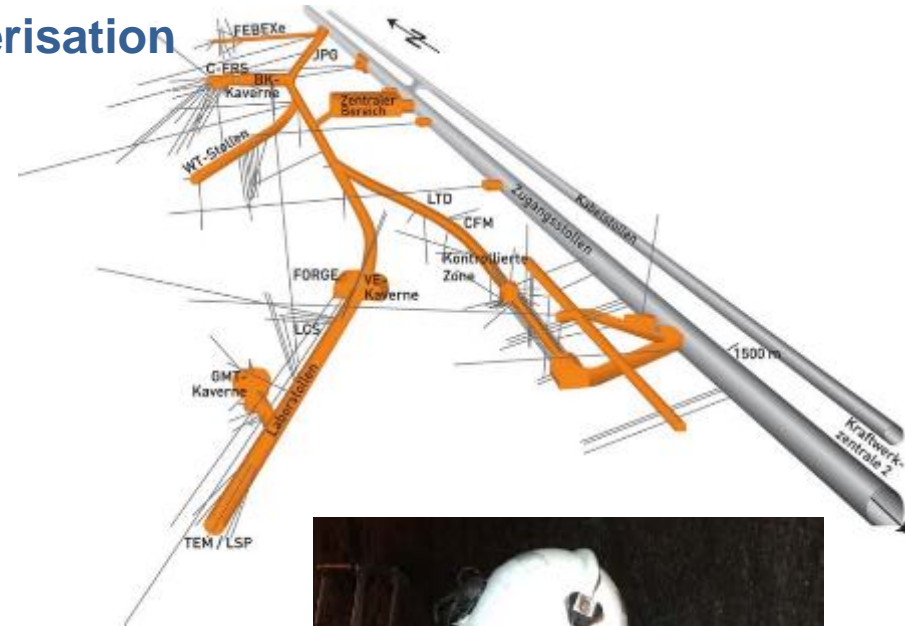 erisation
FEBEXe
N
JPG
C-FRS
BK-
Kaverne
Zentraler
Bereich
WT-Stollen
LTD
CFM
Zugangsstollen
Kabelstollen
Kontrollierte
Zone
FORGE
VE-
Kaverne
LCS
1500 m
GMT-
Kaverne
Laborstollen
Kraftwerk-
zentrale 2
TEM / LSP